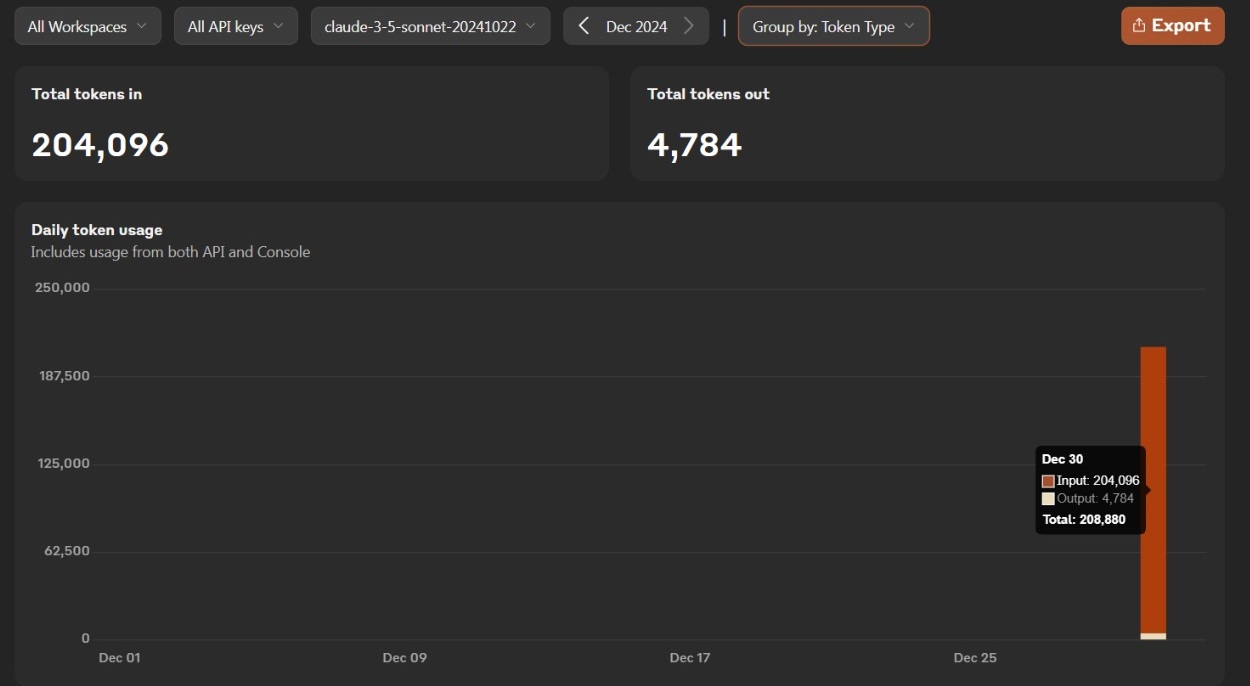 All Workspaces
All API keys
claude-3-5-sonnet-20241022
Dec 2024
|
Group by: Token Type
Export
Total tokens in
204,096
Total tokens out
4,784
Daily token usage
Includes usage from both API and Console
250,000
187,500
125,000
62,500
0
Dec 30
Input: 204,096
Output: 4,784
Total: 208,880
Dec 01
Dec 09
Dec 17
Dec 25